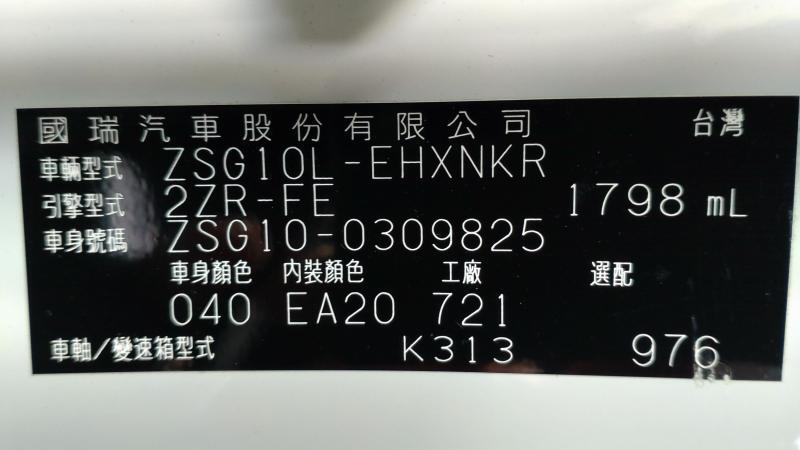 國瑞汽車股份有限公司 台灣
車輛型式 ZSG10L-EHXNKR
引擎型式 2ZR-FE 1798 mL
車身號碼 ZSG10-0309825
車身顏色 內裝顏色 工廠 選配
040 EA20 721
車軸/變速箱型式 K313 976